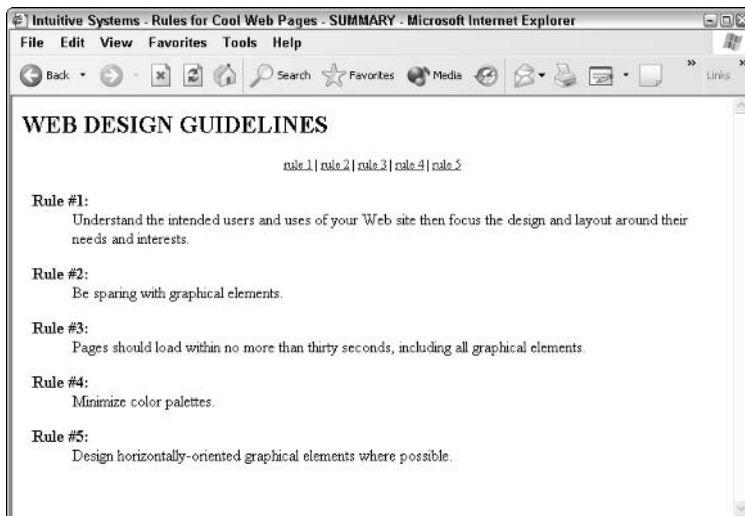 Intuitive Systems - Rules for Cool Web Pages - SUMMARY - Microsoft Internet Explorer
File Edit View Favorites Tools Help
Back Search Favorites Media Links
WEB DESIGN GUIDELINES
rule 1 | rule 2 | rule 3 | rule 4 | rule 5
Rule #1:
Understand the intended users and uses of your Web site then focus the design and layout around their
needs and interests.
Rule #2:
Be sparing with graphical elements.
Rule #3:
Pages should load within no more than thirty seconds, including all graphical elements.
Rule #4:
Minimize color palettes.
Rule #5:
Design horizontally-oriented graphical elements where possible.